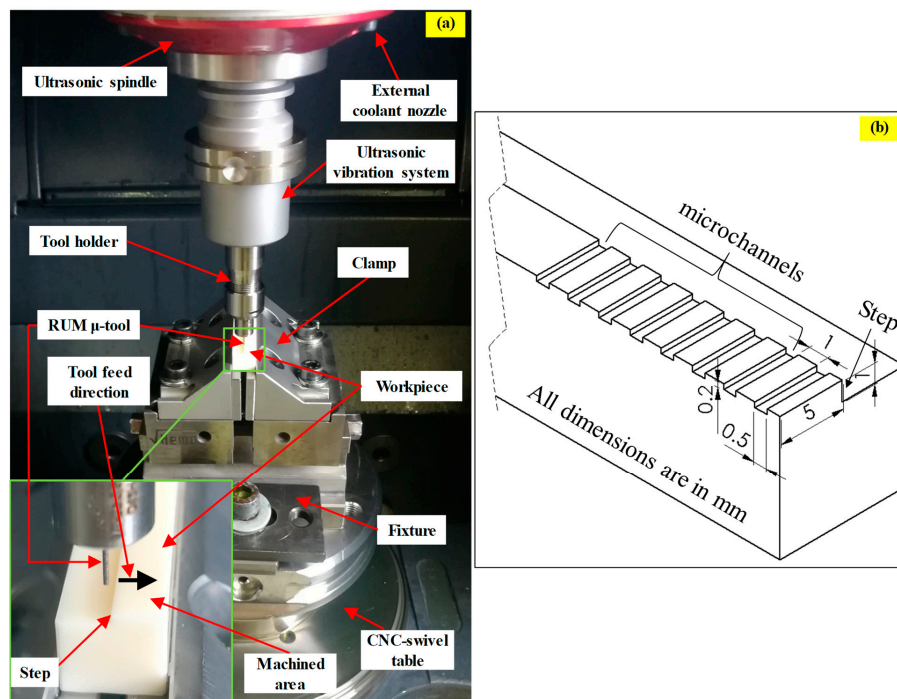 (a)
Ultrasonic spindle
External
coolant nozzle
Ultrasonic
vibration system
Tool holder
Clamp
RUM µ-tool
Tool feed
direction
Workpiece
Fixture
CNC-swivel
table
Machined
area
Step
(b)
microchannels
Step
1
1
0.2
5
0.5
All dimensions are in mm